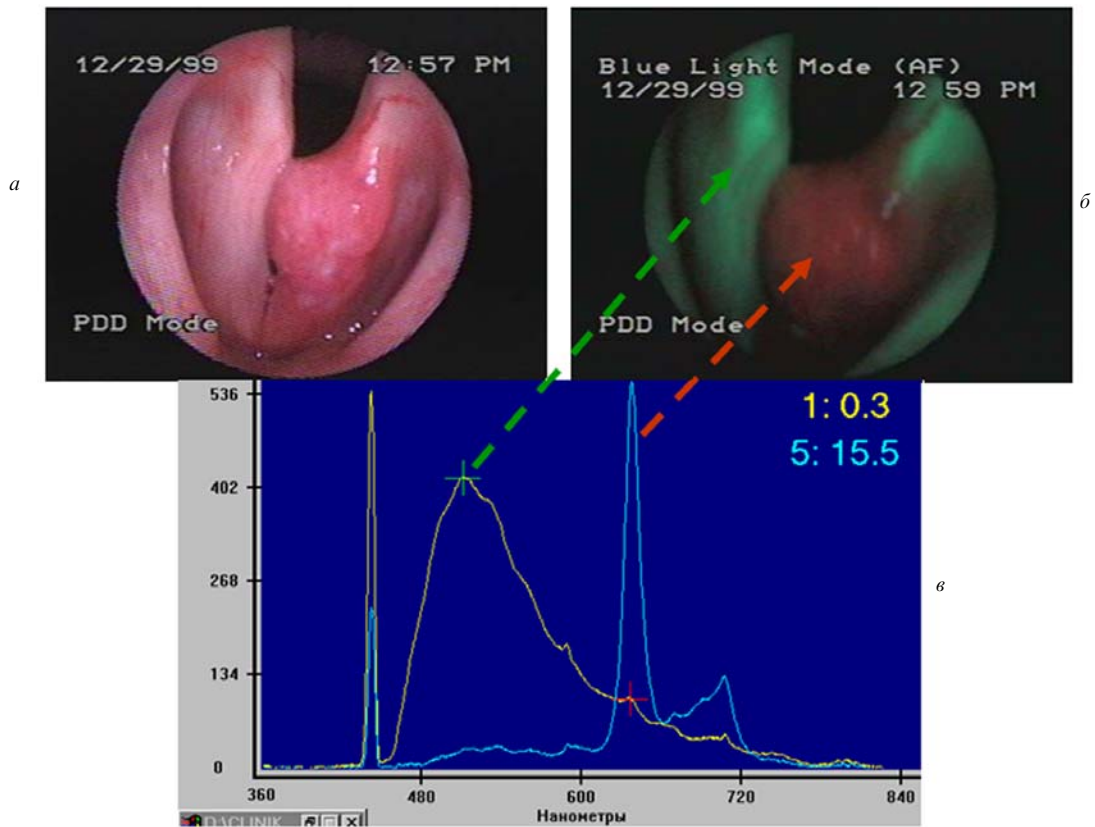 12/29/99 12:57 PM
PDD Mode
а
Blue Light Mode (AF)
12/29/99 12 59 PM
PDD Mode
б
536
402
268
134
0
1: 0.3
5: 15.5
в
360 480 600 720 840
Нанометры
D:\CLINIK